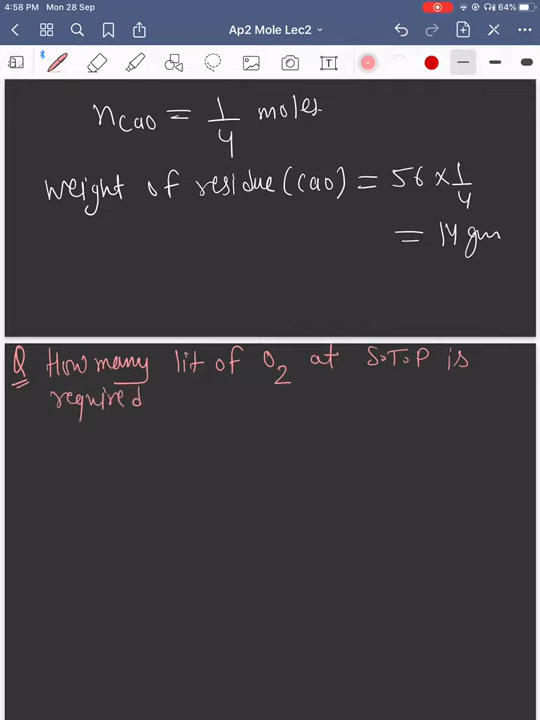 4:58 PM Mon 28 Sep
64%
Ap2 Mole Lec2
T
nCaO = 1/4 moles
weight of residue (CaO) = 56 × 1/4
= 14 gm
Q How many lit of O2 at S.T.P is
required